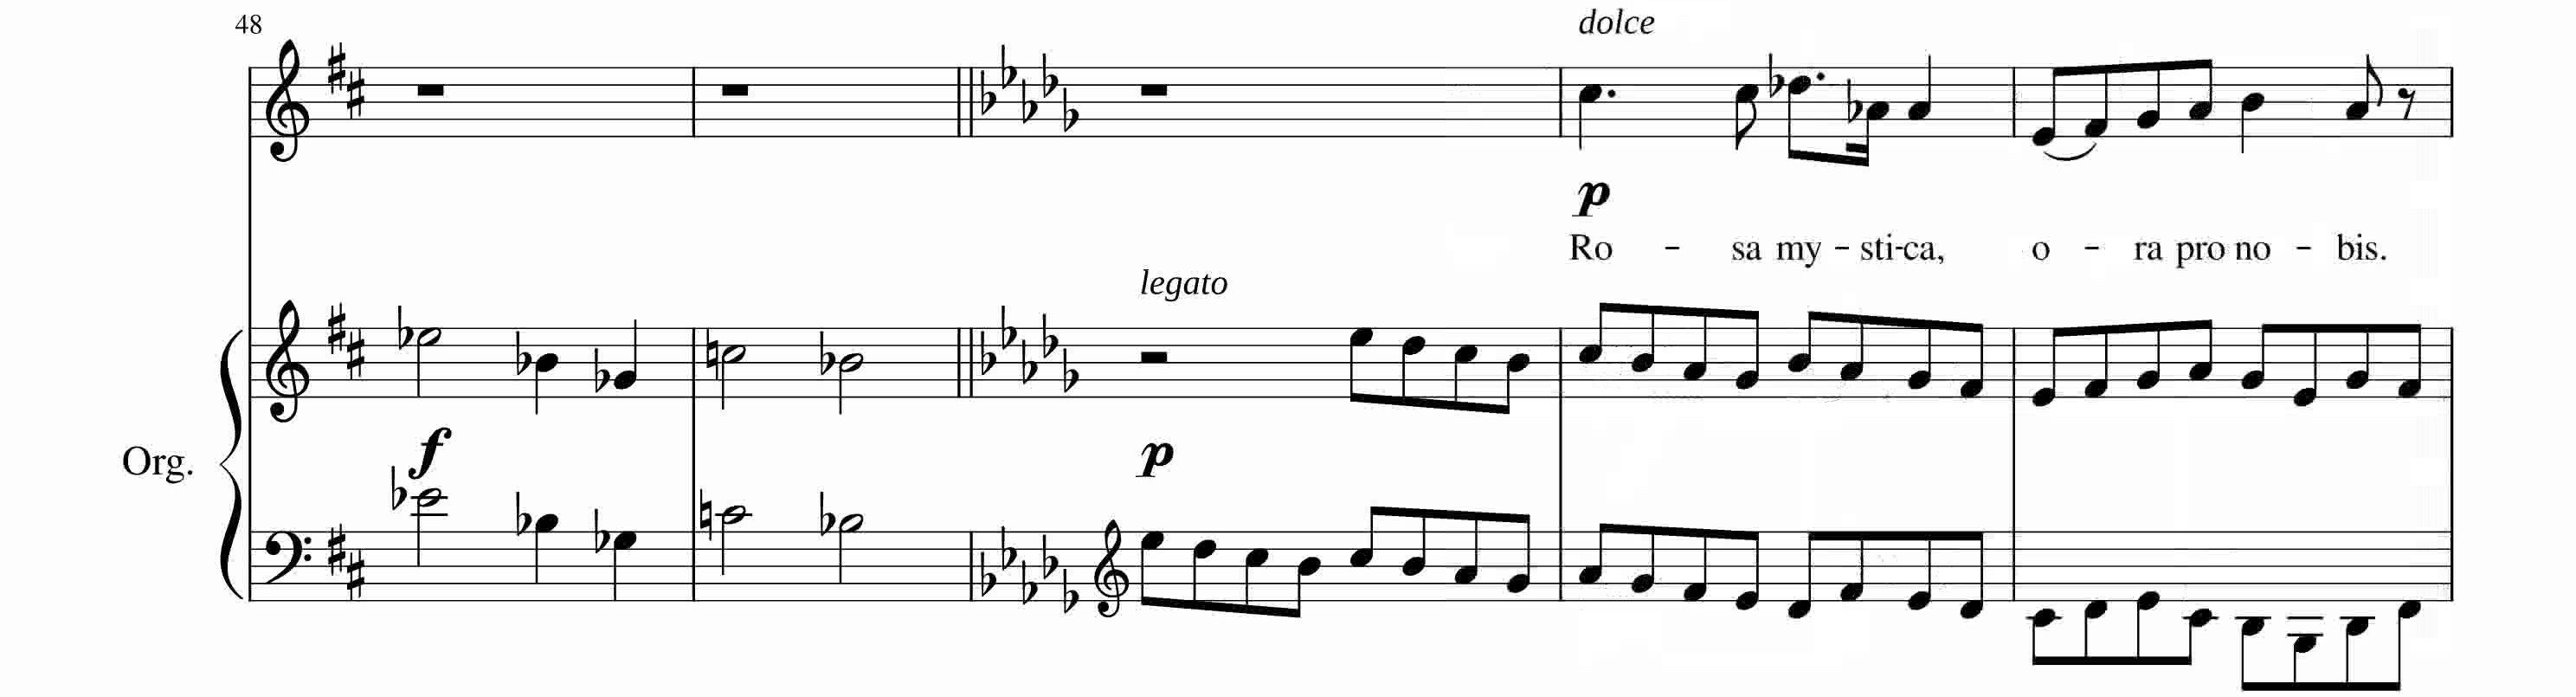 48
dolce
p
Ro - sa my - sti-ca, o - ra pro no - bis.
legato
f p
Org.